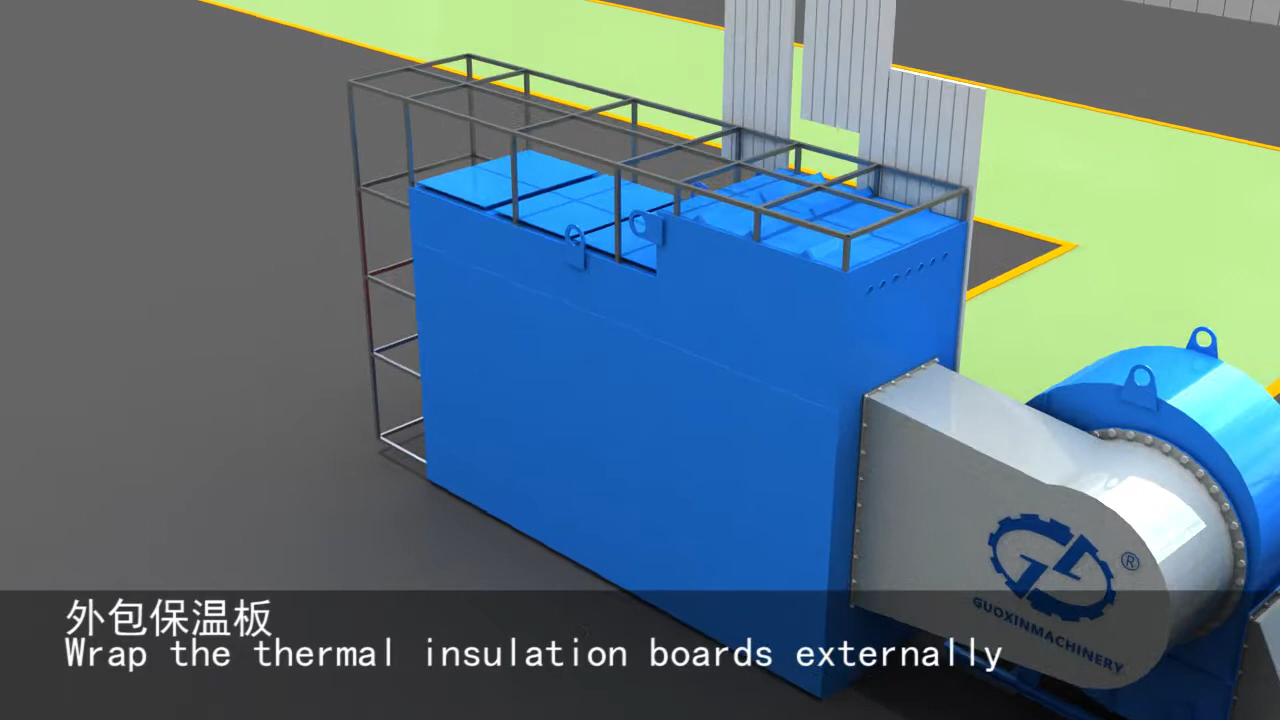 GUOXINMACHINERY
®
外包保温板
Wrap the thermal insulation boards externally